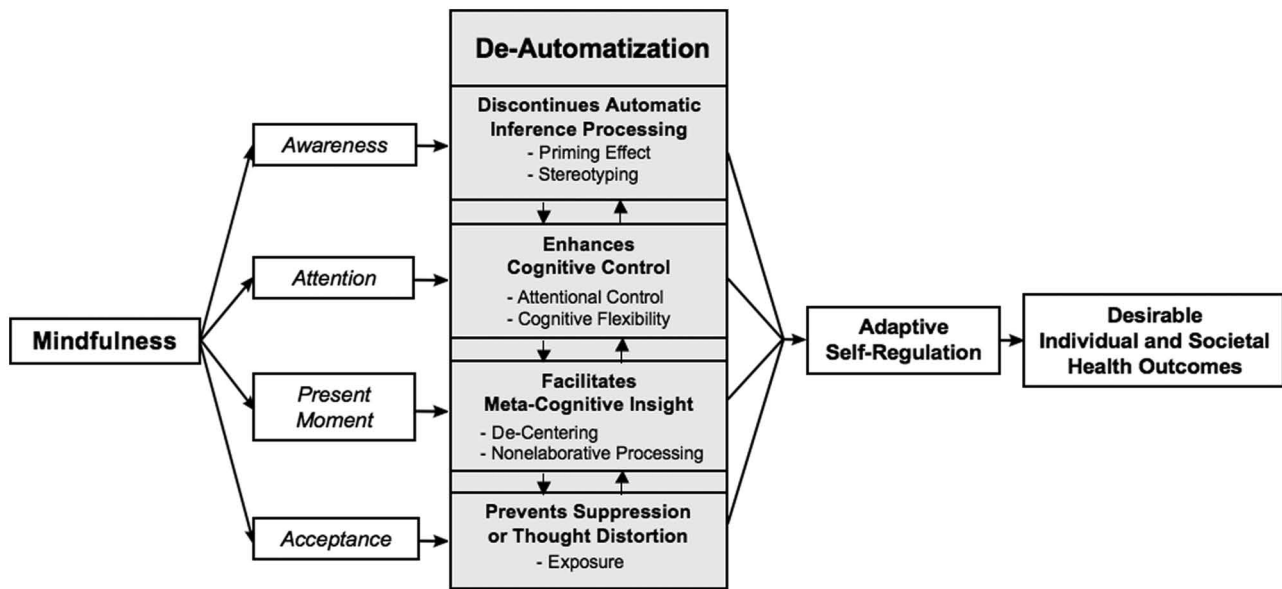 De-Automatization
Discontinues Automatic
Inference Processing
- Priming Effect
- Stereotyping
Awareness
Enhances
Cognitive Control
- Attentional Control
- Cognitive Flexibility
Attention
Mindfulness
Adaptive
Self-Regulation
Desirable
Individual and Societal
Health Outcomes
Facilitates
Meta-Cognitive Insight
- De-Centering
- Nonelaborative Processing
Present
Moment
Prevents Suppression
or Thought Distortion
- Exposure
Acceptance